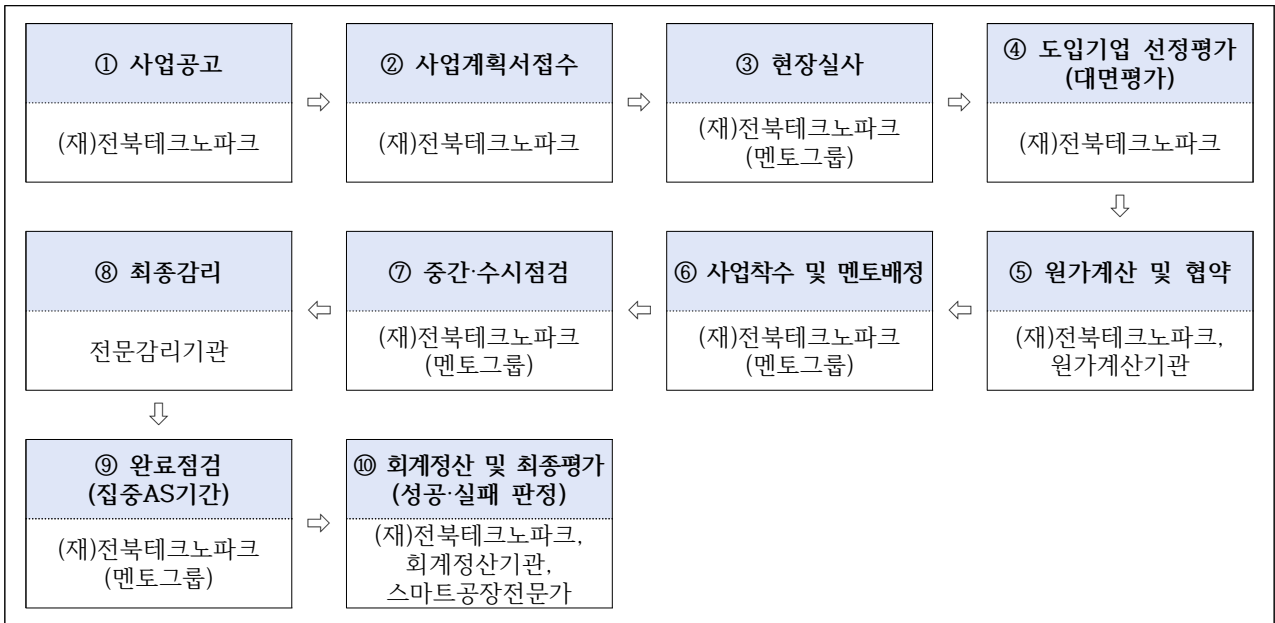 ① 사업공고
(재)전북테크노파크
⇨
② 사업계획서접수
(재)전북테크노파크
⇨
③ 현장실사
(재)전북테크노파크
(멘토그룹)
⇨
④ 도입기업 선정평가
(대면평가)
(재)전북테크노파크
⇩
⑤ 원가계산 및 협약
(재)전북테크노파크,
원가계산기관
⇦
⑥ 사업착수 및 멘토배정
(재)전북테크노파크
(멘토그룹)
⇦
⑦ 중간·수시점검
(재)전북테크노파크
(멘토그룹)
⇦
⑧ 최종감리
전문감리기관
⇩
⑨ 완료점검
(집중AS기간)
(재)전북테크노파크
(멘토그룹)
⇨
⑩ 회계정산 및 최종평가
(성공·실패 판정)
(재)전북테크노파크,
회계정산기관,
스마트공장전문가